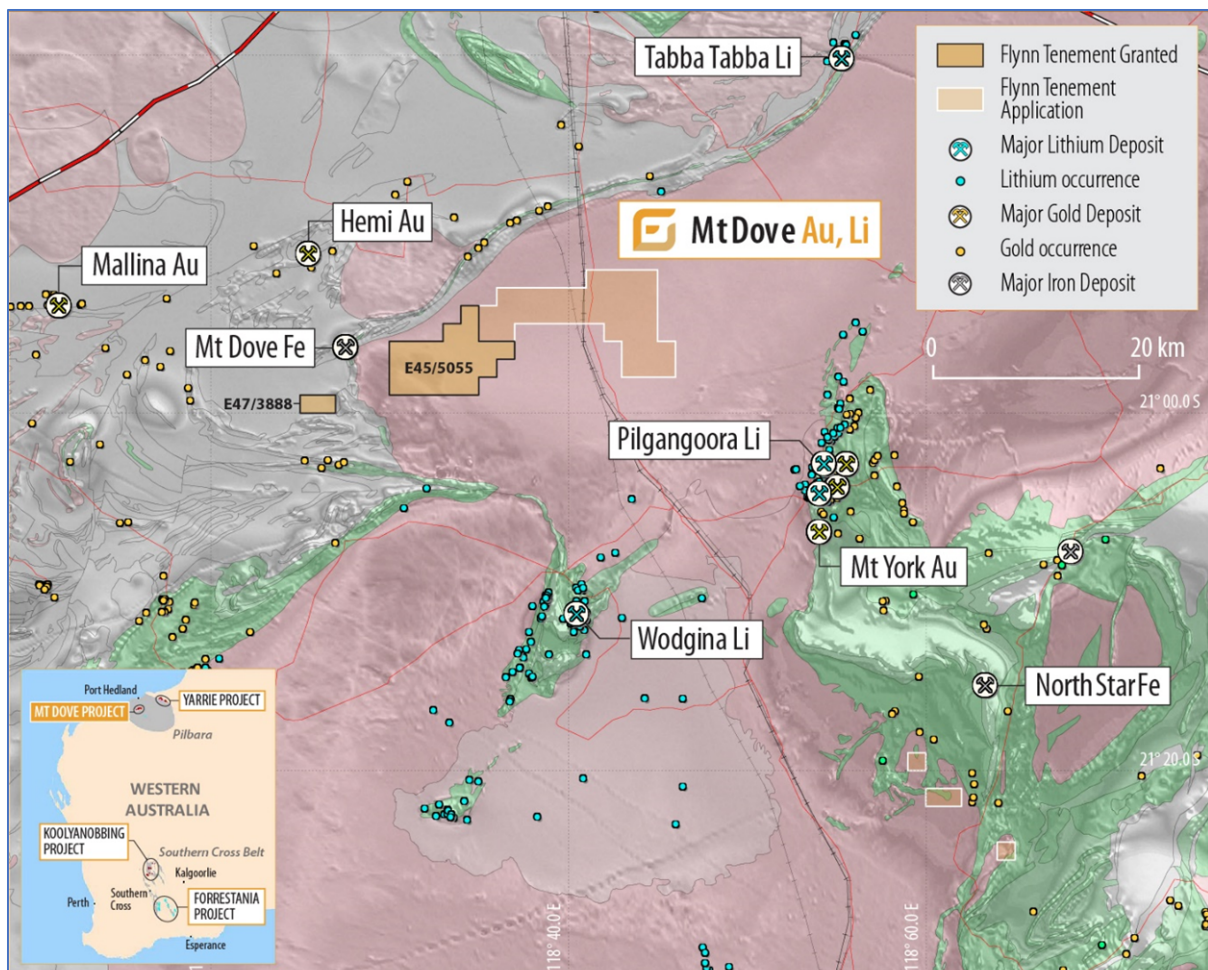 Tabba Tabba Li
Flynn Tenement Granted
Flynn Tenement
Application
Major Lithium Deposit
Lithium occurrence
Major Gold Deposit
Gold occurrence
Major Iron Deposit
Hemi Au
Mt Dove Au, Li
Mallina Au
Mt Dove Fe
0 20 km
E45/5055
E47/3888
21° 00.0 S
Pilgangoora Li
Mt York Au
Wodgina Li
North Star Fe
21° 20.0 S
118° 40.0 E
118° 60.0 E
Port Hedland
YARRIE PROJECT
MT DOVE PROJECT
Pilbara
WESTERN
AUSTRALIA
KOOLYANOBBING
PROJECT
Southern Cross Belt
Kalgoorlie
Southern
Cross
Perth
FORRESTANIA
PROJECT
Esperance